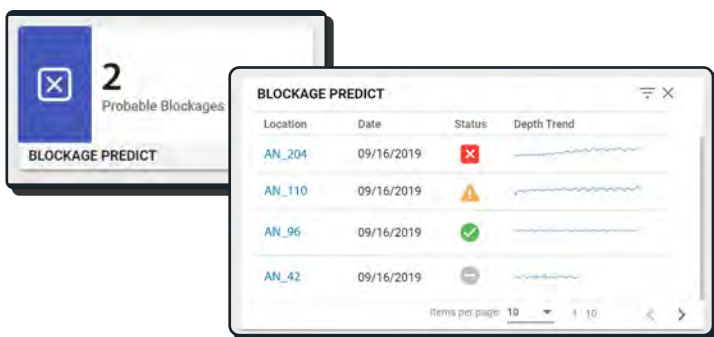 2
Probable Blockages
BLOCKAGE PREDICT
BLOCKAGE PREDICT
Location Date Status Depth Trend
AN_204 09/16/2019
AN_110 09/16/2019
AN_96 09/16/2019
AN_42 09/16/2019
Items per page 10 1 10